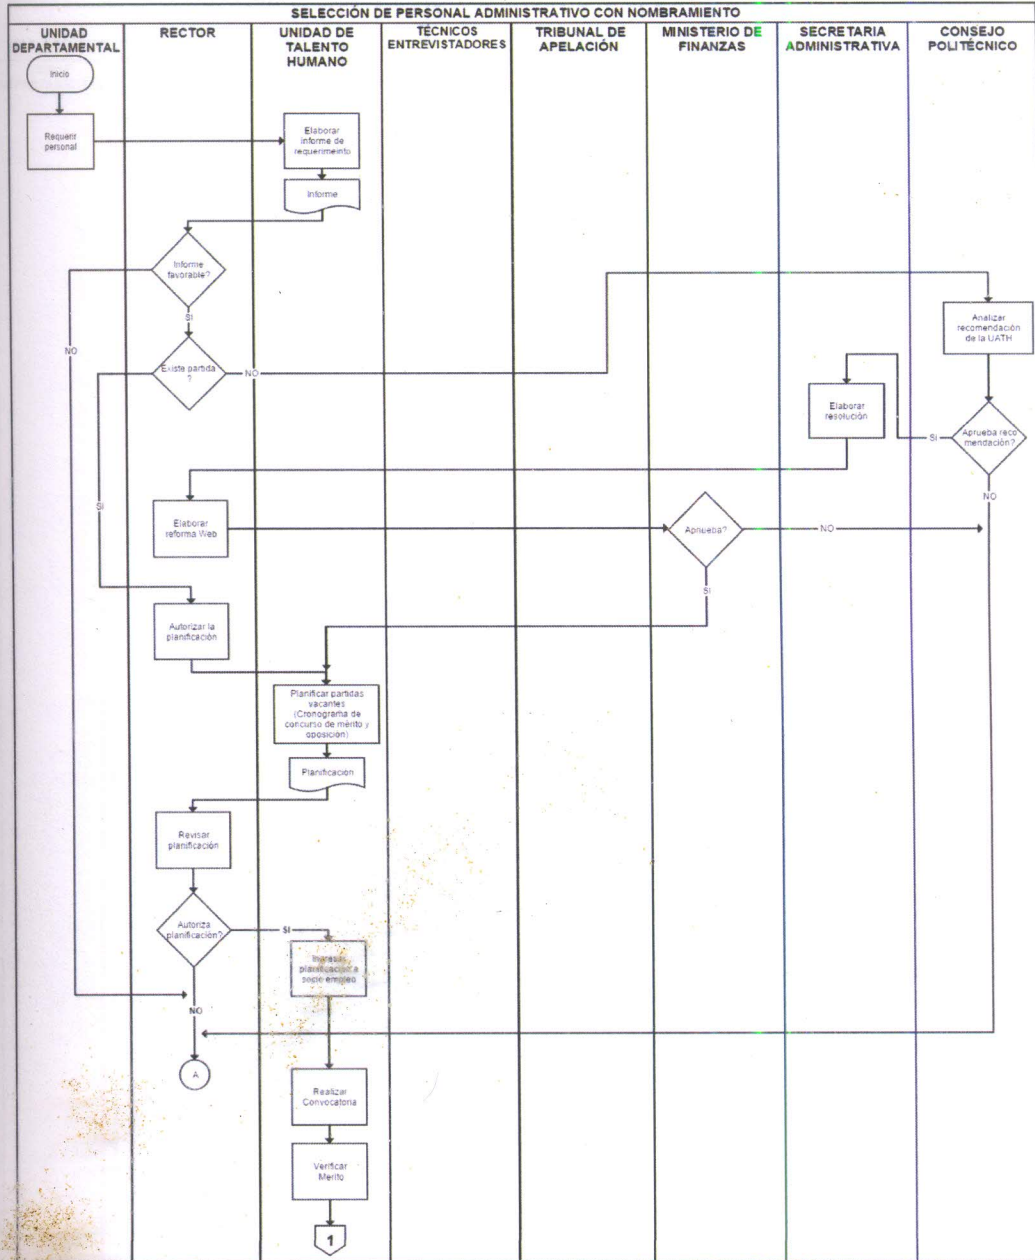 SELECCIÓN DE PERSONAL ADMINISTRATIVO CON NOMBRAMIENTO
UNIDAD
DEPARTAMENTAL
RECTOR
UNIDAD DE
TALENTO
HUMANO
TÉCNICOS
ENTREVISTADORES
TRIBUNAL DE
APELACIÓN
MINISTERIO DE
FINANZAS
SECRETARIA
ADMINISTRATIVA
CONSEJO
POLITÉCNICO
Inicio
Requerir
personal
Elaborar
informe de
requerimeinto
Informe
Informe
favorable?
SI
NO
Existe partida
?
NO
SI
Analizar
recomendación
de la UATH
Aprueba reco
mendación?
SI
NO
Elaborar
resolución
Elaborar
reforma Web
Aprueba?
NO
SI
Autorizar la
planificación
Planificar partidas
vacantes
(Cronograma de
concurso de mérito y
oposición)
Planificacion
Revisar
planificación
Autoriza
planificación?
SI
NO
Ingresar
planificación a
socio empleo
A
Realizar
Convocatoria
Verificar
Merito
1